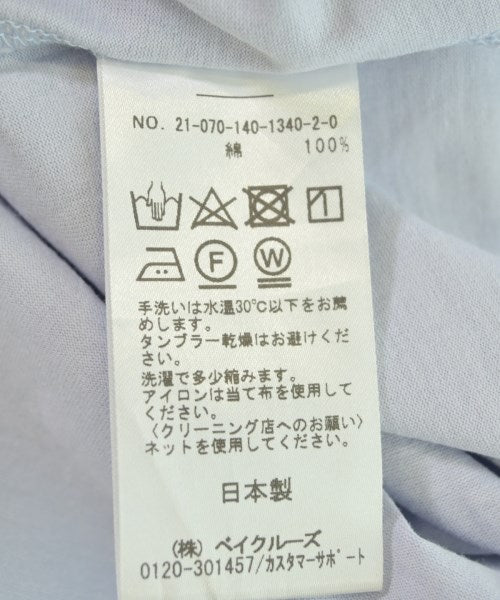 NO. 21-070-140-1340-2-0
綿 100%
F W
手洗いは水温30℃以下をお薦
めします。
タンブラー乾燥はお避けくだ
さい。
洗濯で多少縮みます。
アイロンは当て布を使用して
ください。
〈クリーニング店へのお願い〉
ネットを使用してください。
日本製
(株) ベイクルーズ
0120-301457/カスタマーサポート